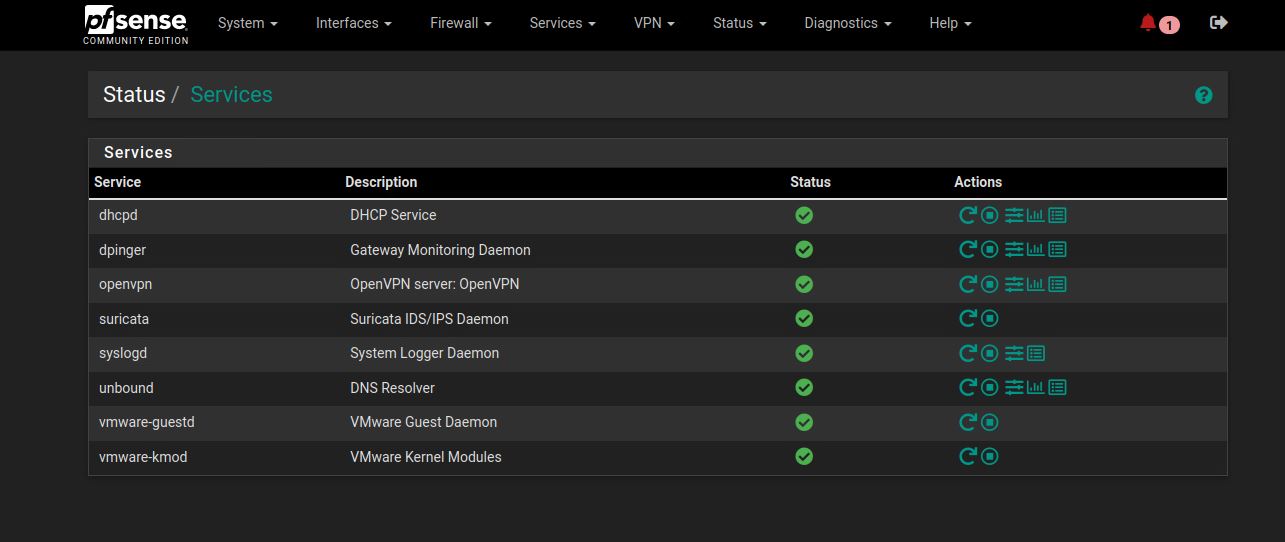 pfsense
COMMUNITY EDITION
System Interfaces Firewall Services VPN Status Diagnostics Help 1
Status / Services
Services
Service Description Status Actions
dhcpd DHCP Service
dpinger Gateway Monitoring Daemon
openvpn OpenVPN server: OpenVPN
suricata Suricata IDS/IPS Daemon
syslogd System Logger Daemon
unbound DNS Resolver
vmware-guestd VMware Guest Daemon
vmware-kmod VMware Kernel Modules